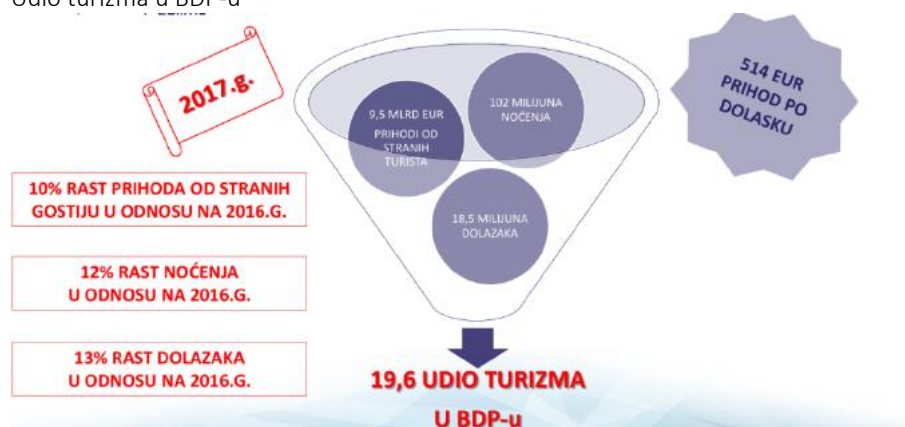 Udio turizma u BDP-u
2017.g.
9,5 MLRD EUR
PRIHODI OD
STRANIH
TURISTA
102 MILIJUNA
NOĆENJA
18,5 MILIJUNA
DOLAZAKA
514 EUR
PRIHOD PO
DOLASKU
10% RAST PRIHODA OD STRANIH
GOSTIJU U ODNOSU NA 2016.G.
12% RAST NOĆENJA
U ODNOSU NA 2016.G.
13% RAST DOLAZAKA
U ODNOSU NA 2016.G.
19,6 UDIO TURIZMA
U BDP-u